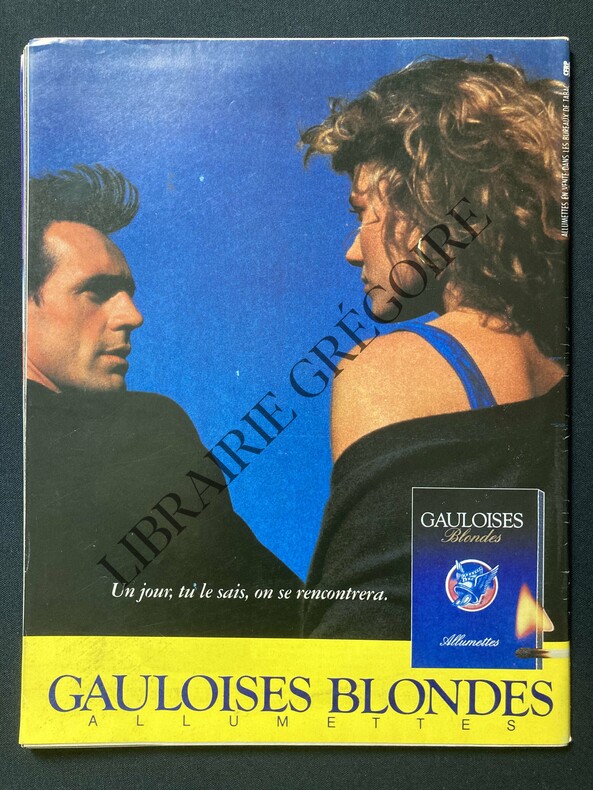 CFRP
ALLUMETTES EN VENTE DANS LES BUREAUX DE TABAC
LIBRAIRIE GRÉGOIRE
GAULOISES
Blondes
Allumettes
Un jour, tu le sais, on se rencontrera.
GAULOISES BLONDES
ALLUMETTES